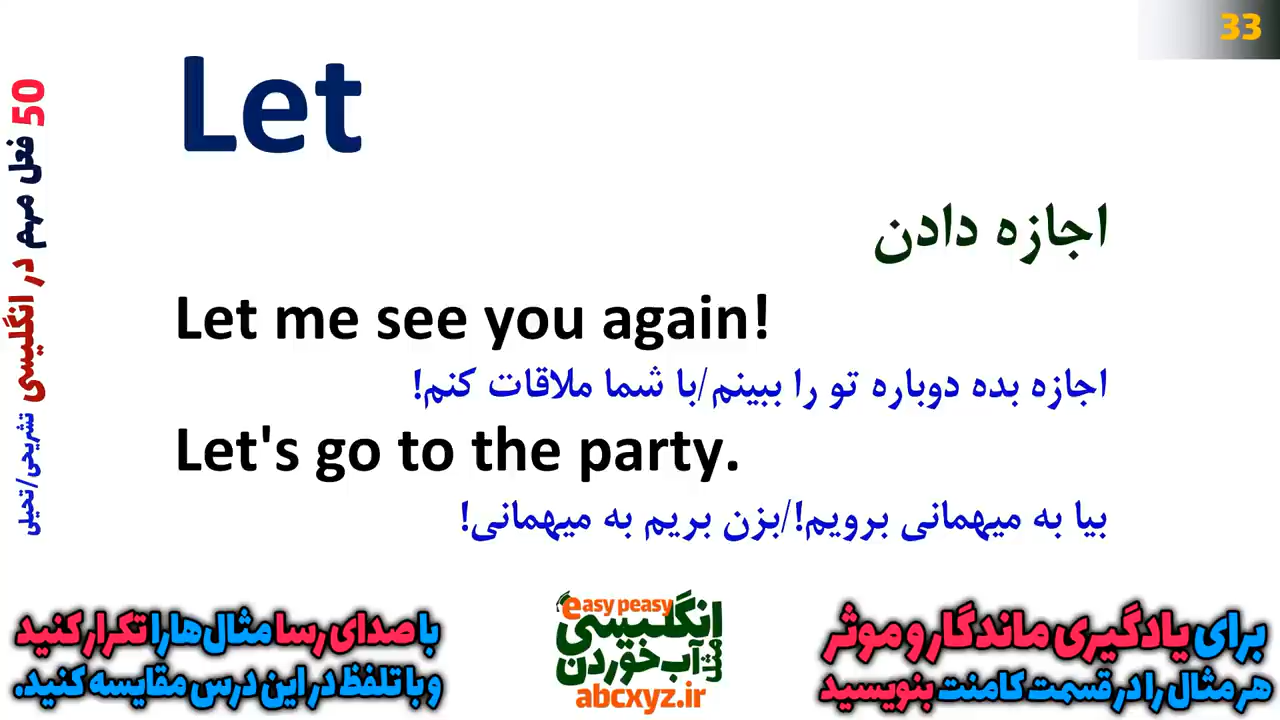 33
Let
اجازه دادن
Let me see you again!
اجازه بده دوباره تو را ببینم/با شما ملاقات کنم!
Let's go to the party.
بیا به میهمانی برویم!/بزن بریم به میهمانی!
50 فعل مهم در انگلیسی تشریحی/تحیلی
برای یادگیری ماندگار و موثر
هر مثال را در قسمت کامنت بنویسید
easy peasy
انگلیسی
مثل آب خوردن
abcxyz.ir
با صدای رسا مثال‌ها را تکرار کنید
و با تلفظ در این درس مقایسه کنید.